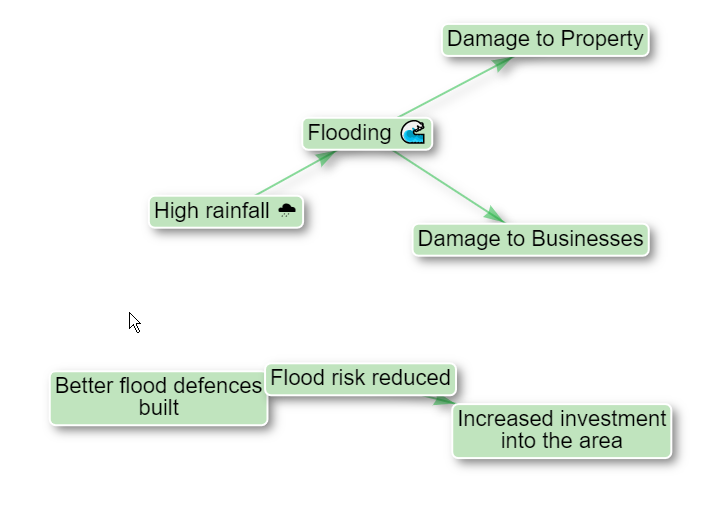 Damage to Property
Flooding 🌊
High rainfall 🌧
Damage to Businesses
Better flood defences
built
Flood risk reduced
Increased investment
into the area